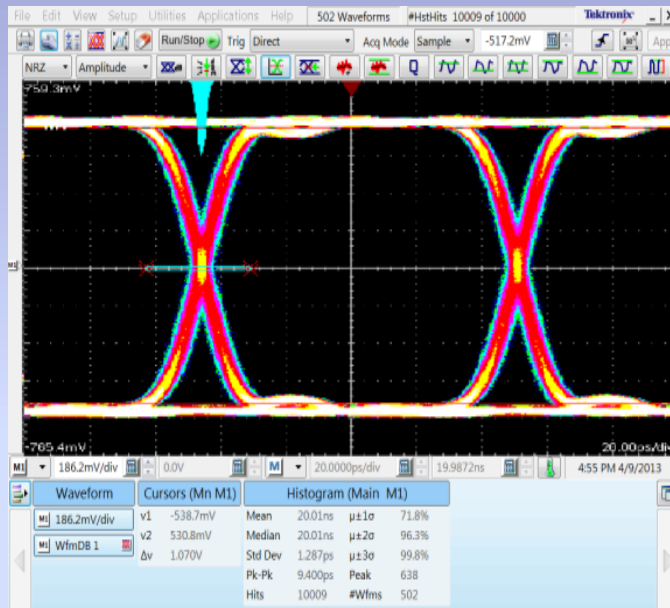 File Edit View Setup Utilities Applications Help 502 Waveforms #HstHits 10009 of 10000 Tektronix
Run/Stop Trig Direct Acq Mode Sample -517.2mV App
NRZ Amplitude Q
759.3mV
M1
-765.4mV 20.00ps/div
M1 186.2mV/div 0.0V M 20.0000ps/div 19.9872ns 4:55 PM 4/9/2013
Waveform Cursors (Mn M1) Histogram (Main M1)
M1 186.2mV/div v1 -538.7mV Mean 20.01ns µ±1σ 71.8%
v2 530.8mV Median 20.01ns µ±2σ 96.3%
M1 WfmDB 1 Δv 1.070V Std Dev 1.287ps µ±3σ 99.8%
Pk-Pk 9.400ps Peak 638
Hits 10009 #Wfms 502